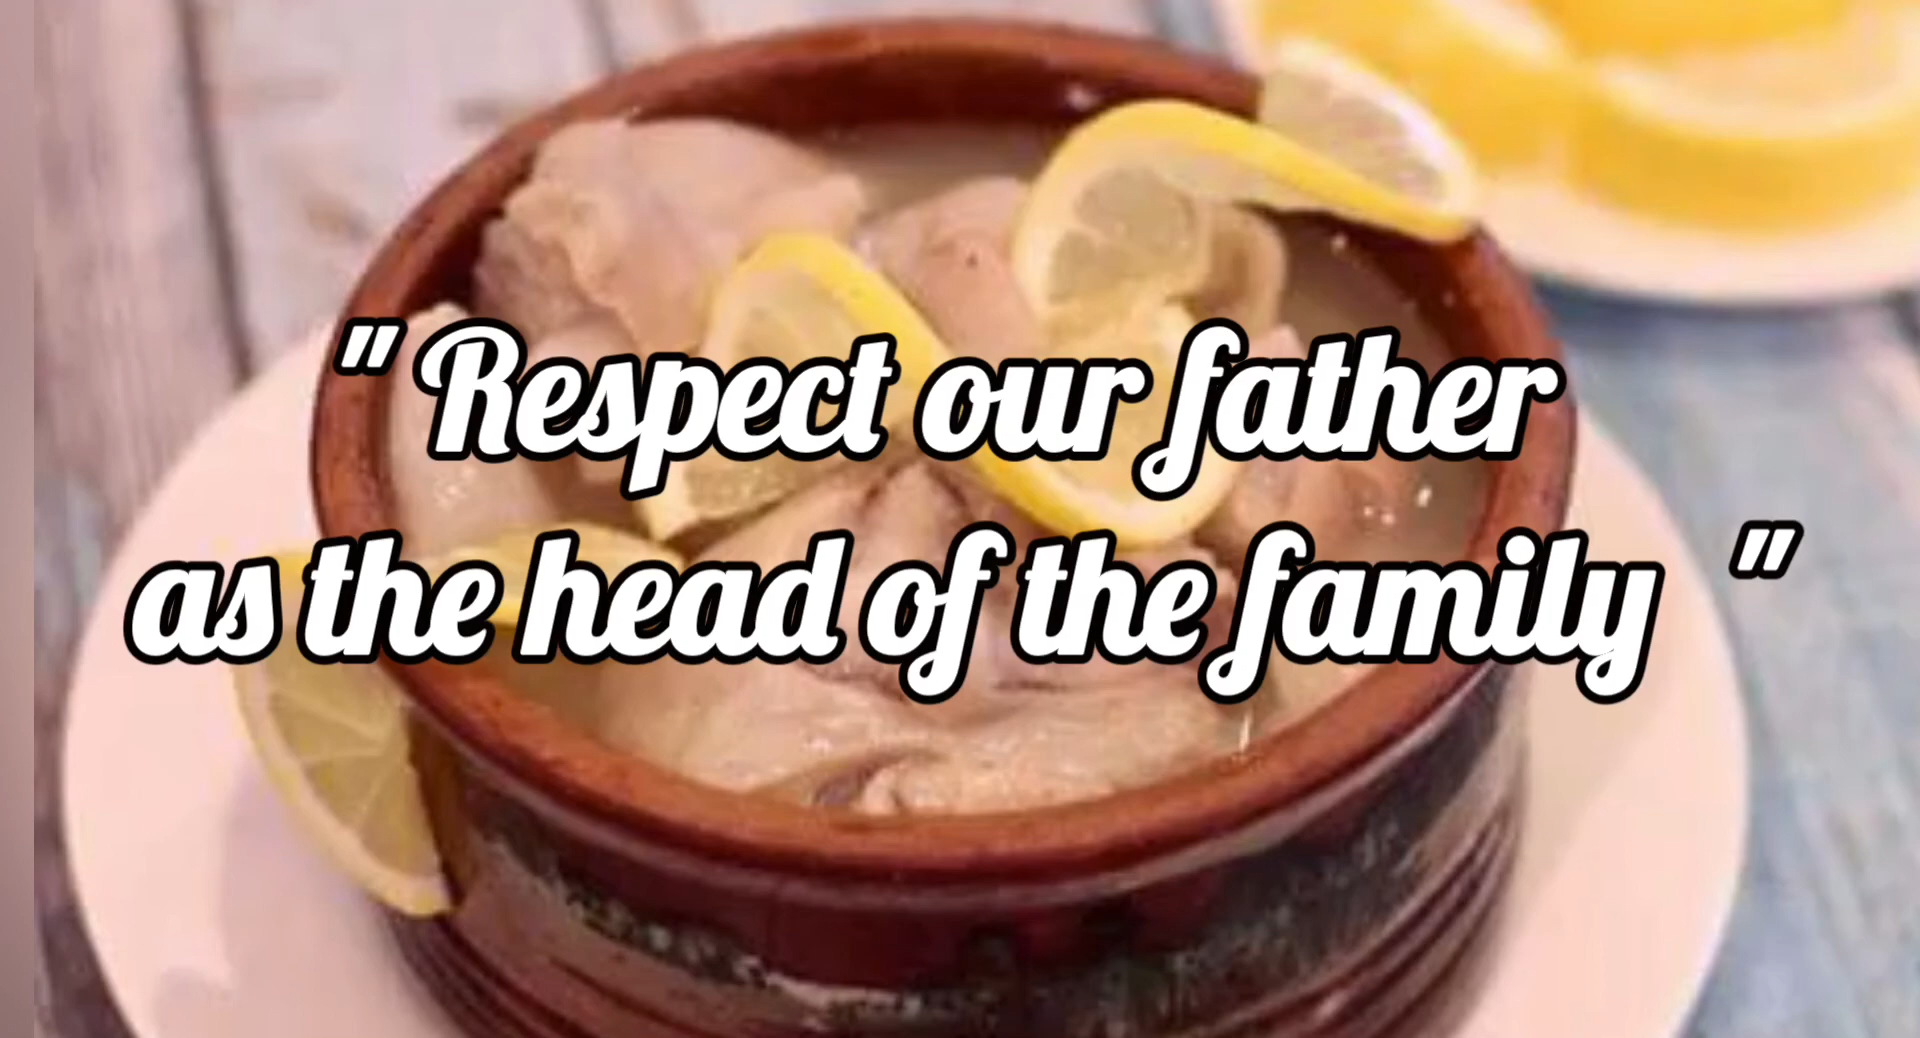 " Respect our father
as the head of the family "